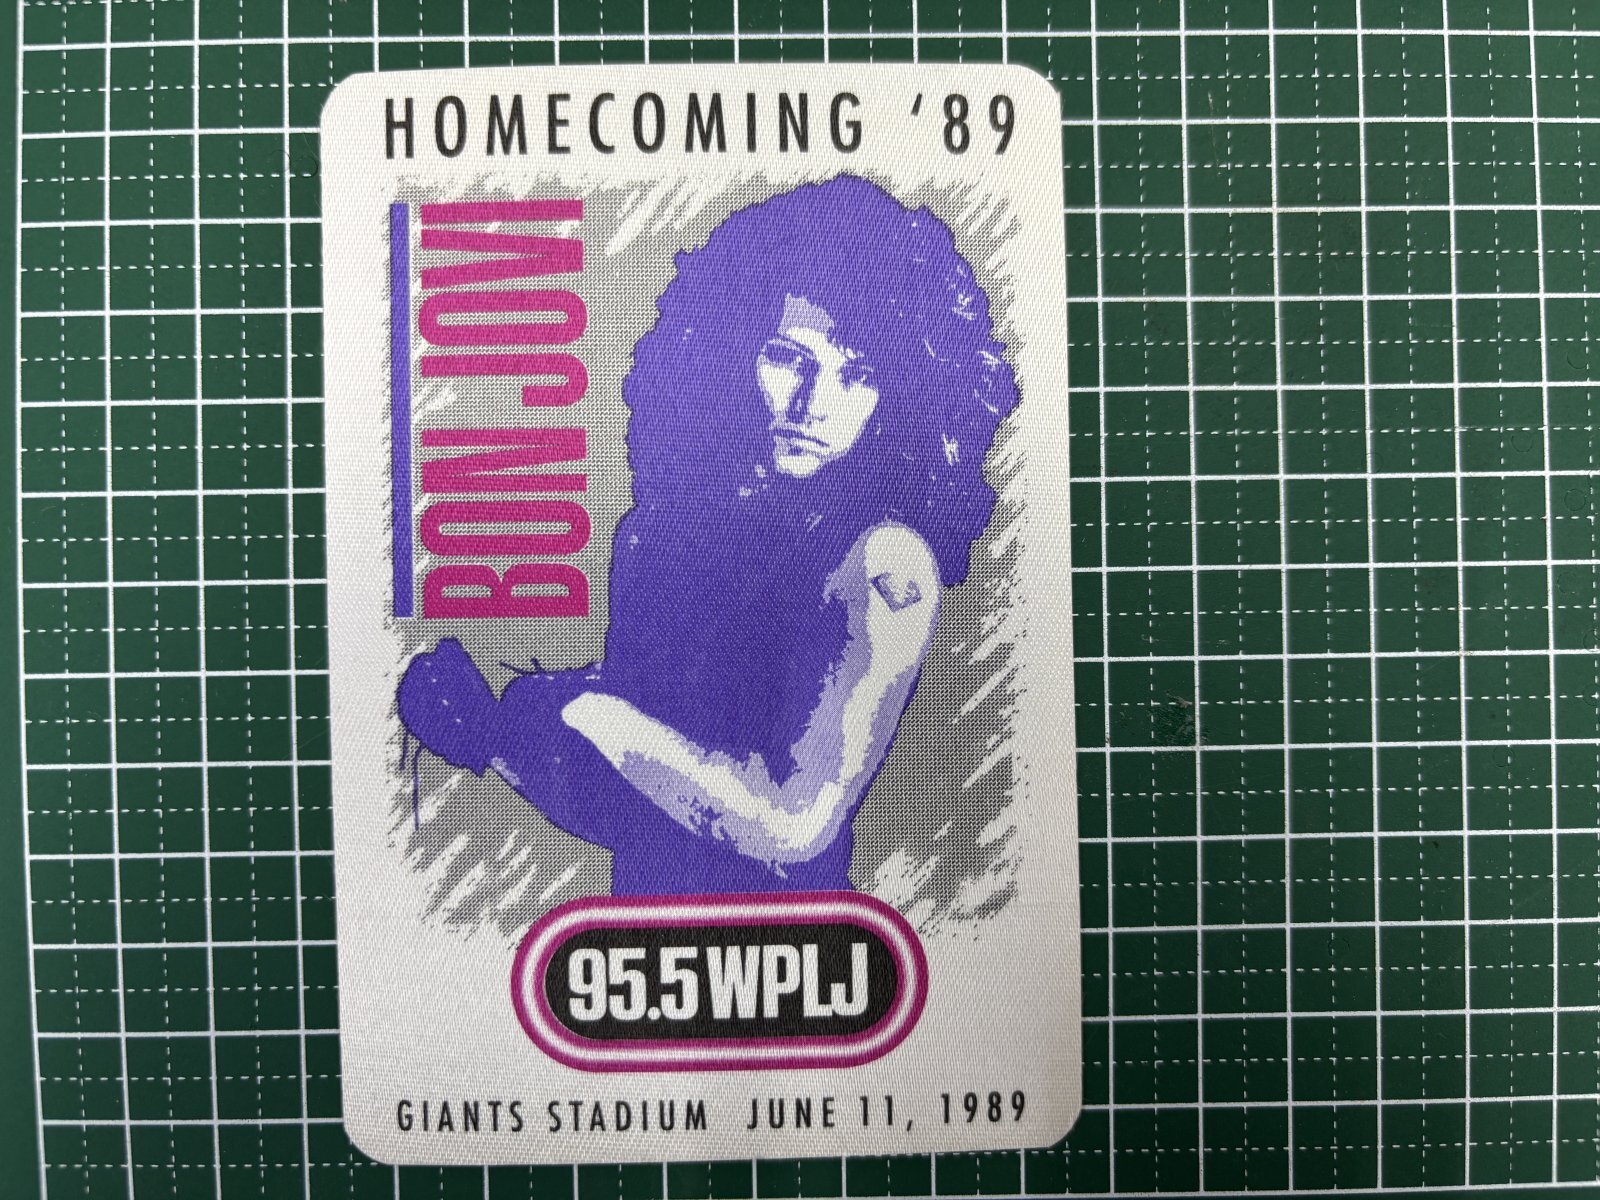 HOMECOMING '89
BON JOVI
95.5 WPLJ
GIANTS STADIUM JUNE 11, 1989